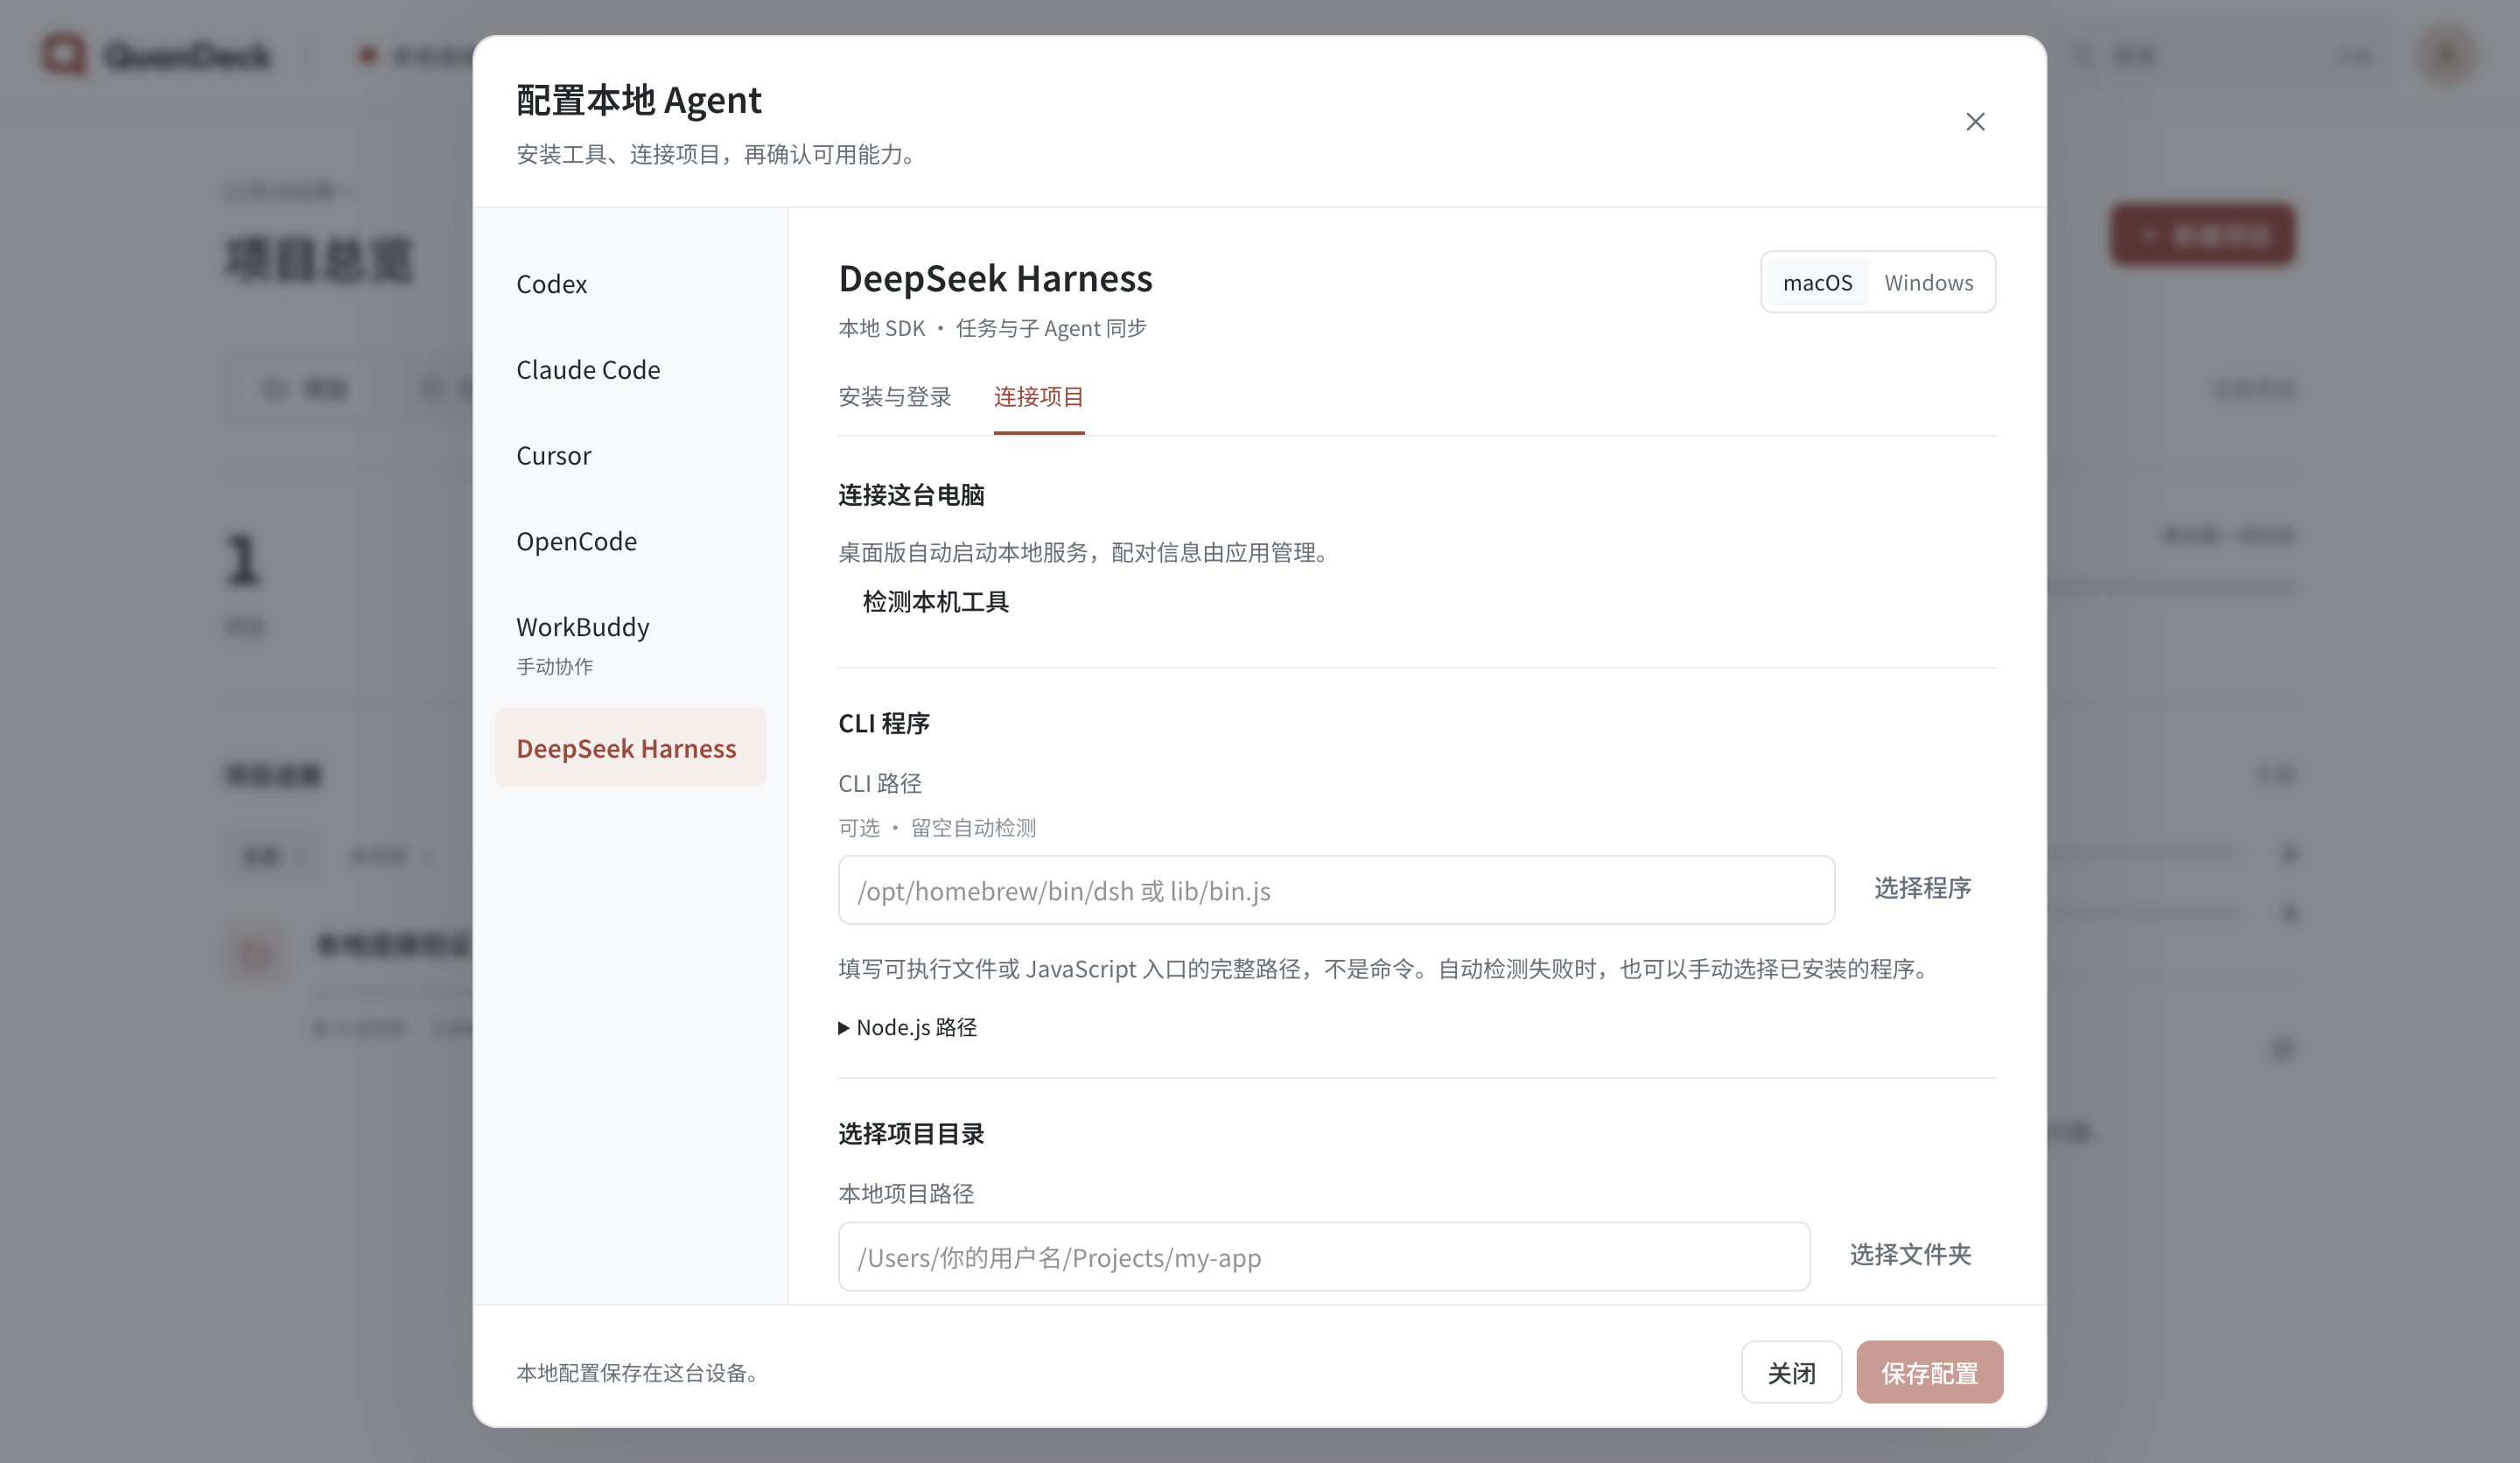 QuanDeck
配置本地 Agent
安装工具、连接项目，再确认可用能力。
项目总览
Codex
Claude Code
Cursor
OpenCode
WorkBuddy
手动协作
DeepSeek Harness
DeepSeek Harness
macOS Windows
本地 SDK · 任务与子 Agent 同步
安装与登录 连接项目
连接这台电脑
桌面版自动启动本地服务，配对信息由应用管理。
检测本机工具
CLI 程序
CLI 路径
可选 · 留空自动检测
/opt/homebrew/bin/dsh 或 lib/bin.js
选择程序
填写可执行文件或 JavaScript 入口的完整路径，不是命令。自动检测失败时，也可以手动选择已安装的程序。
▶ Node.js 路径
选择项目目录
本地项目路径
/Users/你的用户名/Projects/my-app
选择文件夹
本地配置保存在这台设备。
关闭 保存配置
1